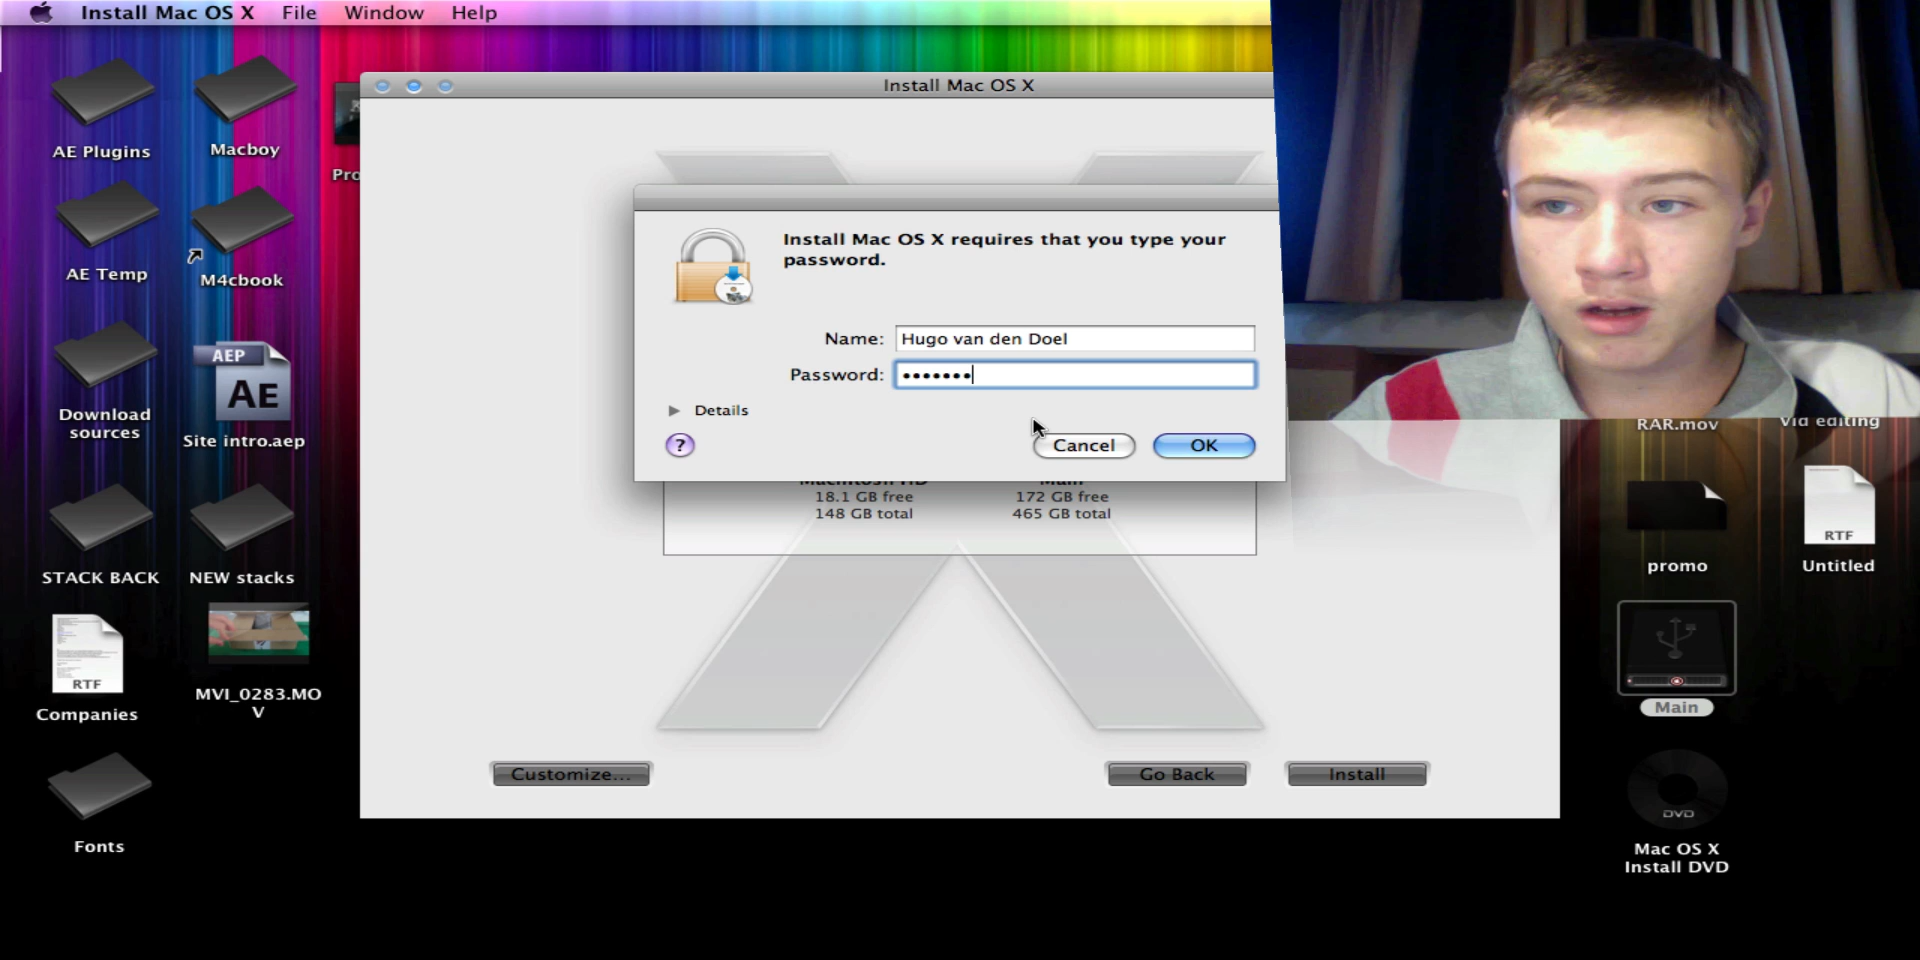 Install Mac OS X File Window Help
AE Plugins
Macboy
AE Temp
M4cbook
Download
sources
AEP
AE
Site intro.aep
STACK BACK
NEW stacks
RTF
Companies
MVI_0283.MO
V
Fonts
Install Mac OS X
Install Mac OS X requires that you type your
password.
Name: Hugo van den Doel
Password: •••••••
Details
?
Cancel
OK
18.1 GB free
148 GB total
172 GB free
465 GB total
Customize...
Go Back
Install
RAR.mov
Vid editing
promo
RTF
Untitled
Main
DVD
Mac OS X
Install DVD